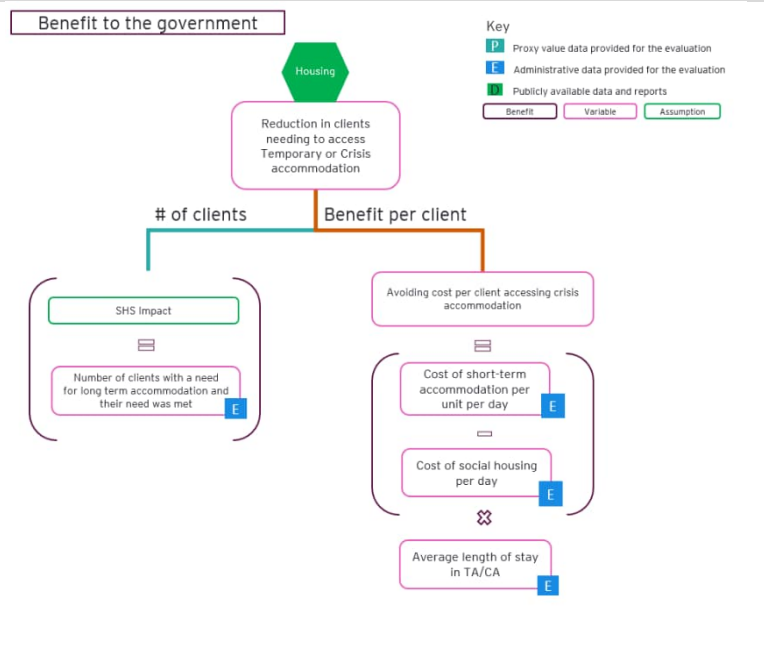 Benefit to the government
Key
P Proxy value data provided for the evaluation
E Administrative data provided for the evaluation
D Publicly available data and reports
Benefit Variable Assumption
Housing
Reduction in clients
needing to access
Temporary or Crisis
accommodation
# of clients
Benefit per client
SHS Impact
=
Number of clients with a need
for long term accommodation and
their need was met
E
Avoiding cost per client accessing crisis
accommodation
=
Cost of short-term
accommodation per
unit per day
E
-
Cost of social housing
per day
E
×
Average length of stay
in TA/CA
E